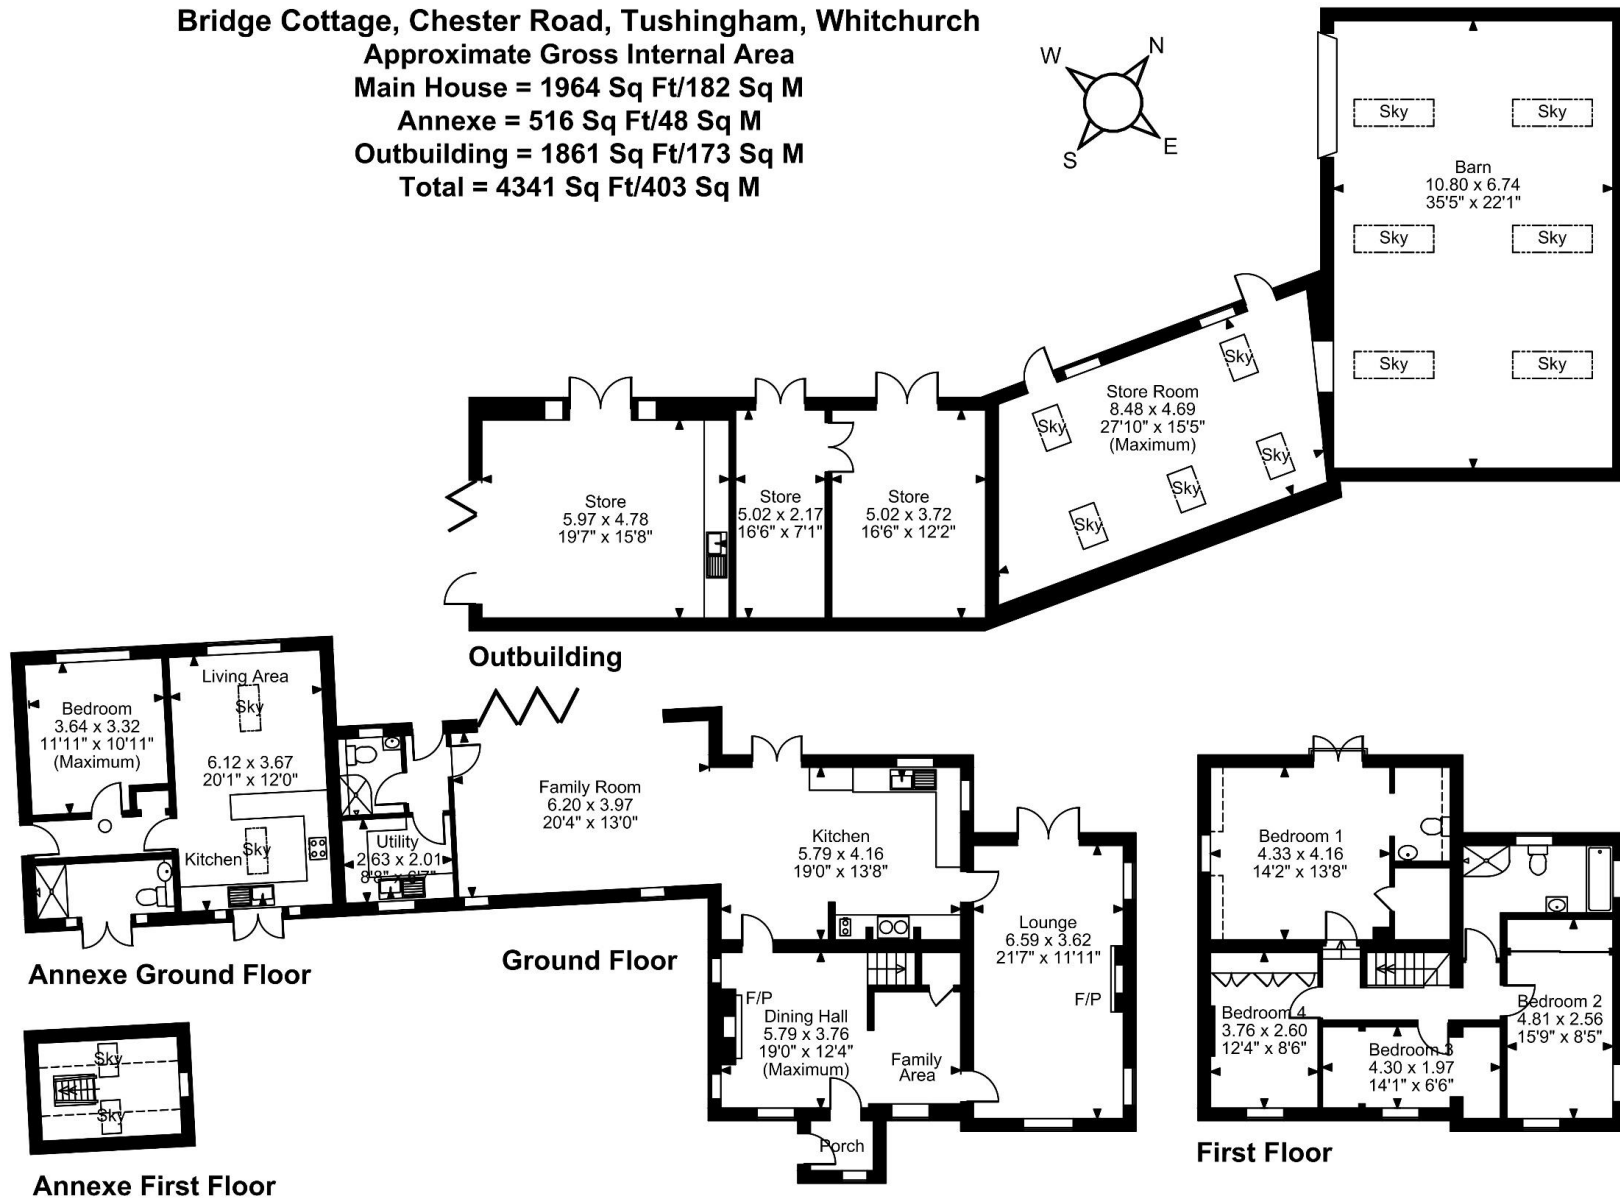 Bridge Cottage, Chester Road, Tushingham, Whitchurch
Approximate Gross Internal Area
Main House = 1964 Sq Ft/182 Sq M
Annexe = 516 Sq Ft/48 Sq M
Outbuilding = 1861 Sq Ft/173 Sq M
Total = 4341 Sq Ft/403 Sq M
W
N
S
E
Sky
Sky
Barn
10.80 x 6.74
35'5" x 22'1"
Sky
Sky
Sky
Sky
Store Room
8.48 x 4.69
27'10" x 15'5"
(Maximum)
Sky
Sky
Sky
Sky
Sky
Store
5.97 x 4.78
19'7" x 15'8"
Store
5.02 x 2.17
16'6" x 7'1"
Store
5.02 x 3.72
16'6" x 12'2"
Outbuilding
Bedroom
3.64 x 3.32
11'11" x 10'11"
(Maximum)
Living Area
Sky
6.12 x 3.67
20'1" x 12'0"
Kitchen
Sky
Annexe Ground Floor
Utility
2.63 x 2.01
8'8" x 6'7"
Family Room
6.20 x 3.97
20'4" x 13'0"
Kitchen
5.79 x 4.16
19'0" x 13'8"
Lounge
6.59 x 3.62
21'7" x 11'11"
F/P
Ground Floor
F/P
Dining Hall
5.79 x 3.76
19'0" x 12'4"
(Maximum)
Family
Area
Porch
Bedroom 1
4.33 x 4.16
14'2" x 13'8"
Bedroom 4
3.76 x 2.60
12'4" x 8'6"
Bedroom 3
4.30 x 1.97
14'1" x 6'6"
Bedroom 2
4.81 x 2.56
15'9" x 8'5"
First Floor
Sky
Sky
Annexe First Floor